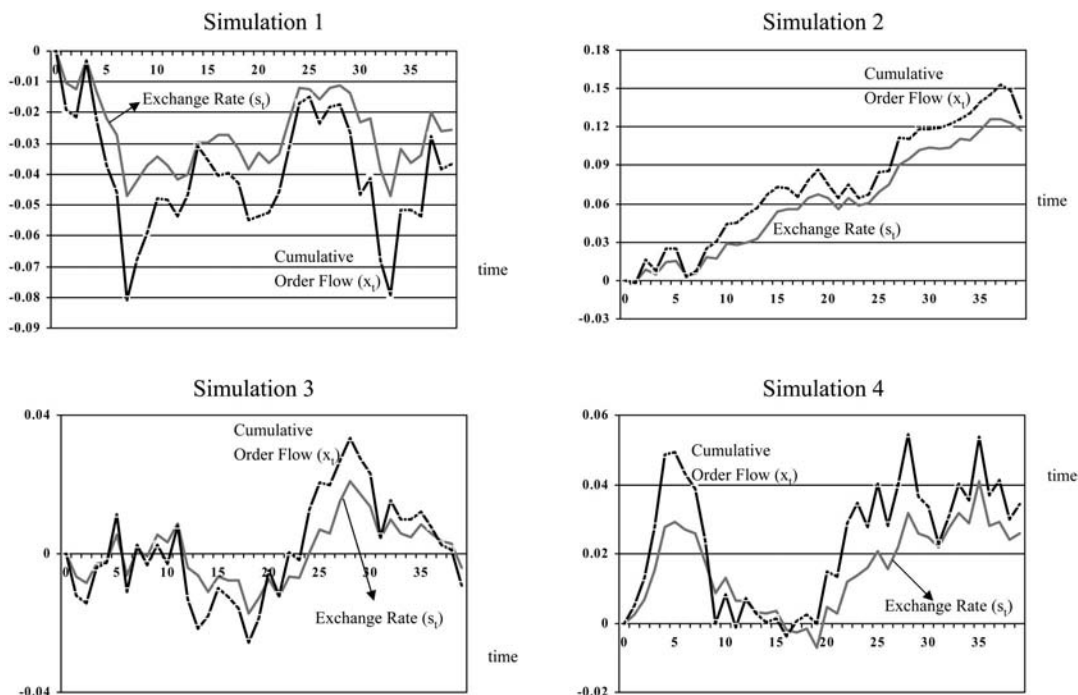 Simulation 1
0
0 5 10 15 20 25 30 35
-0.01
-0.02
Exchange Rate (st)
-0.03
-0.04
-0.05
-0.06
Cumulative
-0.07
Order Flow (xt)
time
-0.08
-0.09
Simulation 2
0.18
Cumulative
0.15
Order Flow (xt)
0.12
0.09
time
0.06
Exchange Rate (st)
0.03
0
0 5 10 15 20 25 30 35
-0.03
Simulation 3
0.04
Cumulative
Order Flow (xt)
0
0 5 10 15 20 25 30 35
Exchange Rate (st)
time
-0.04
Simulation 4
0.06
Cumulative
Order Flow (xt)
time
0.04
0.02
Exchange Rate (st)
0
0 5 10 15 20 25 30 35
-0.02